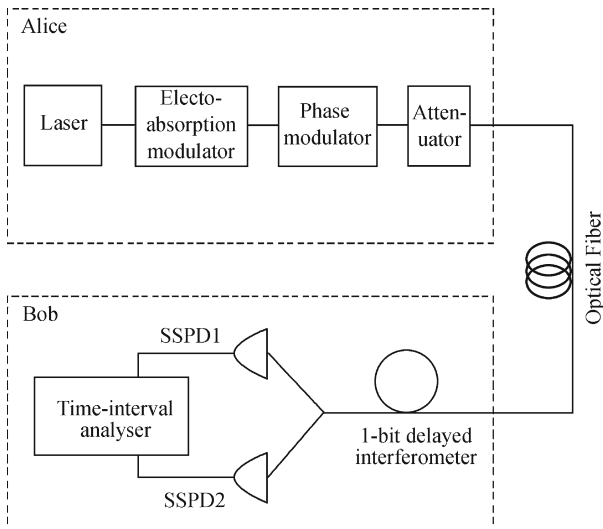 Alice
Laser
Electo-
absorption
modulator
Phase
modulator
Atten-
uator
Optical Fiber
Bob
SSPD1
Time-interval
analyser
SSPD2
1-bit delayed
interferometer